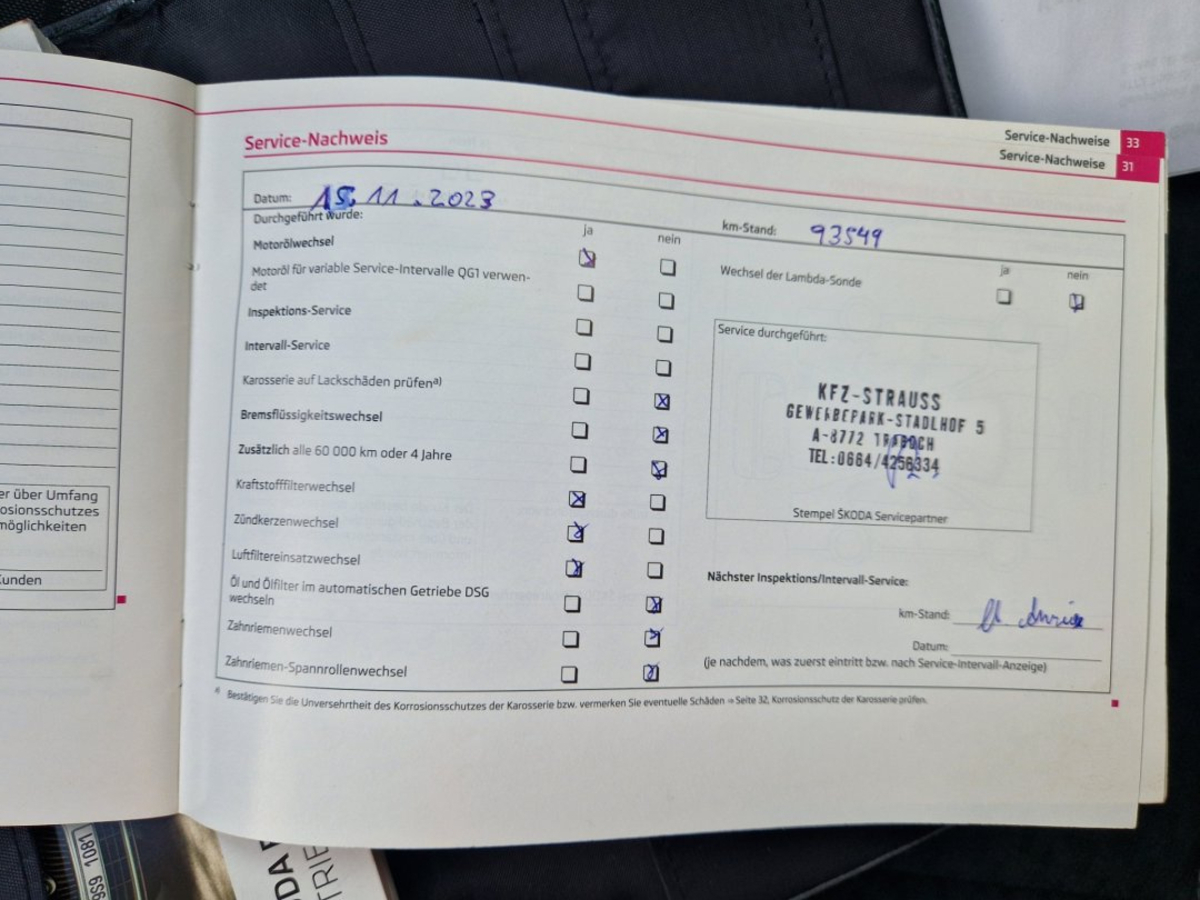 Service-Nachweise 33
Service-Nachweise 31
Service-Nachweis
Datum: 15.11.2023
km-Stand: 93549
Durchgeführt wurde:
ja nein
Motorölwechsel
Motoröl für variable Service-Intervalle QG1 verwen-
det
Inspektions-Service
Intervall-Service
Karosserie auf Lackschäden prüfena)
Bremsflüssigkeitswechsel
Zusätzlich alle 60 000 km oder 4 Jahre
Kraftstofffilterwechsel
Zündkerzenwechsel
Luftfiltereinsatzwechsel
Öl und Ölfilter im automatischen Getriebe DSG
wechseln
Zahnriemenwechsel
Zahnriemen-Spannrollenwechsel
ja nein
Wechsel der Lambda-Sonde
Service durchgeführt:
KFZ-STRAUSS
GEWERBEPARK-STADLHOF 5
A-8772 TRABOCH
TEL:0664/4256334
Stempel ŠKODA Servicepartner
Nächster Inspektions/Intervall-Service:
km-Stand:
Datum:
(je nachdem, was zuerst eintritt bzw. nach Service-Intervall-Anzeige)
a) Bestätigen Sie die Unversehrtheit des Korrosionsschutzes der Karosserie bzw. vermerken Sie eventuelle Schäden ⇒ Seite 32, Korrosionsschutz der Karosserie prüfen.
er über Umfang
osionsschutzes
möglichkeiten
Kunden
9S9 1081
DA
TRIE